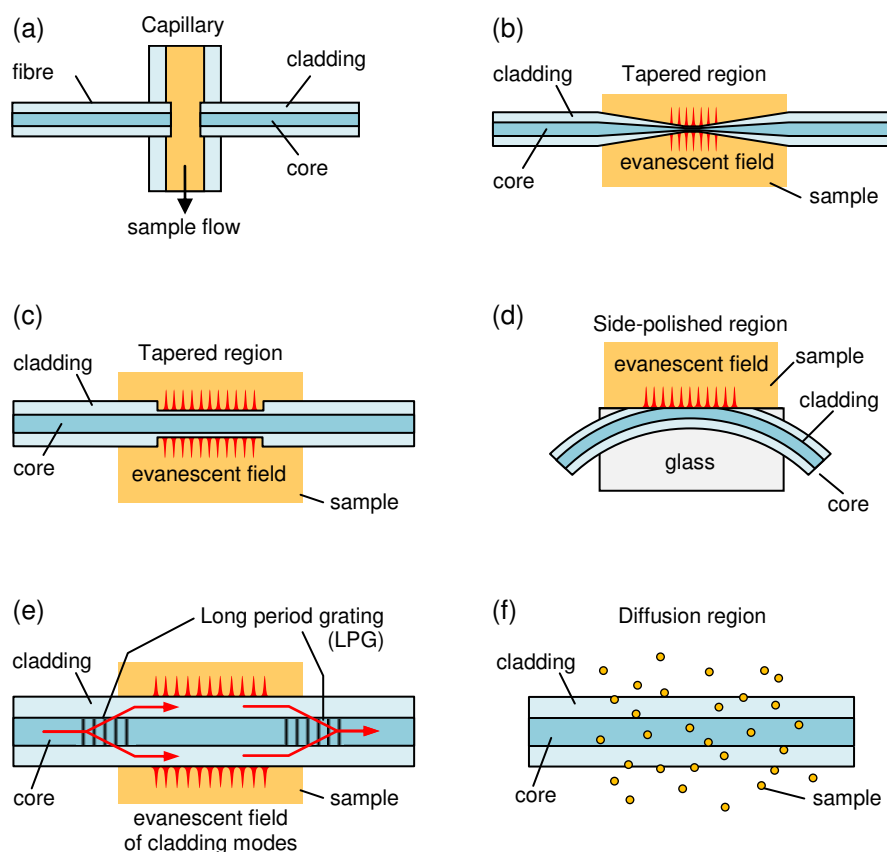 (a)
Capillary
fibre
cladding
core
sample flow
(b)
cladding
Tapered region
evanescent field
core
sample
(c)
Tapered region
cladding
core
evanescent field
sample
(d)
Side-polished region
evanescent field
sample
cladding
glass
core
(e)
Long period grating
(LPG)
cladding
core
sample
evanescent field
of cladding modes
(f)
Diffusion region
cladding
core
sample